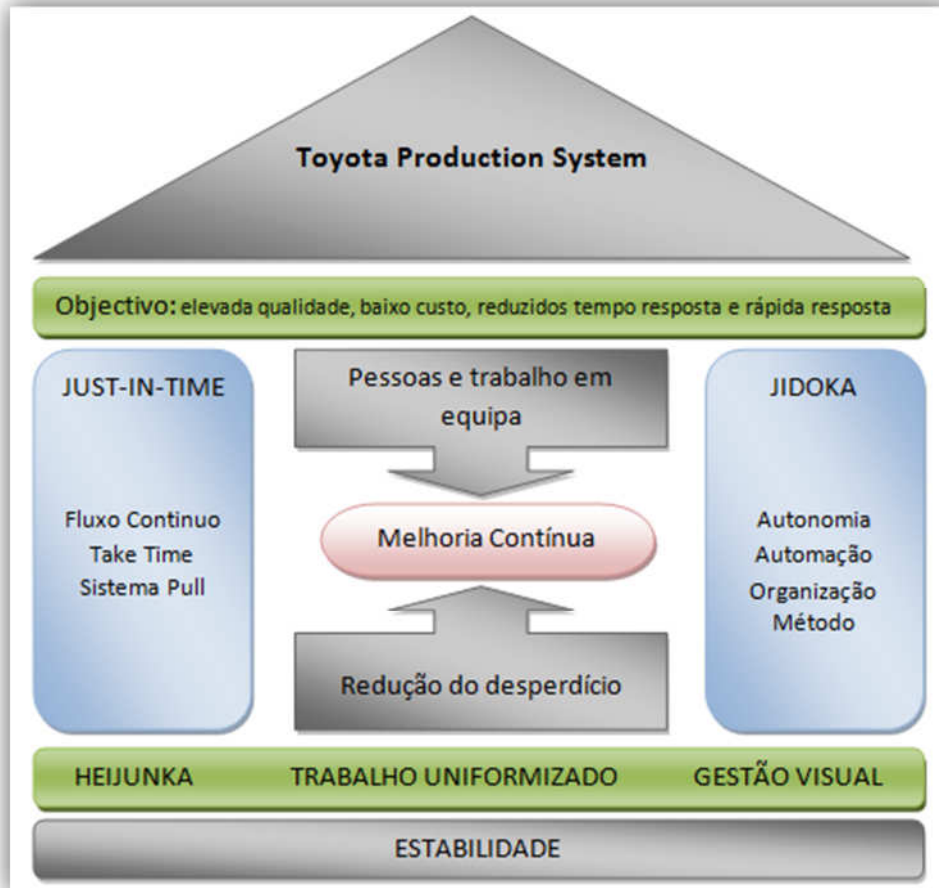 Toyota Production System
Objectivo: elevada qualidade, baixo custo, reduzidos tempo resposta e rápida resposta
JUST-IN-TIME
Fluxo Continuo
Take Time
Sistema Pull
Pessoas e trabalho em
equipa
Melhoria Contínua
Redução do desperdício
JIDOKA
Autonomia
Automação
Organização
Método
HEIJUNKA TRABALHO UNIFORMIZADO GESTÃO VISUAL
ESTABILIDADE